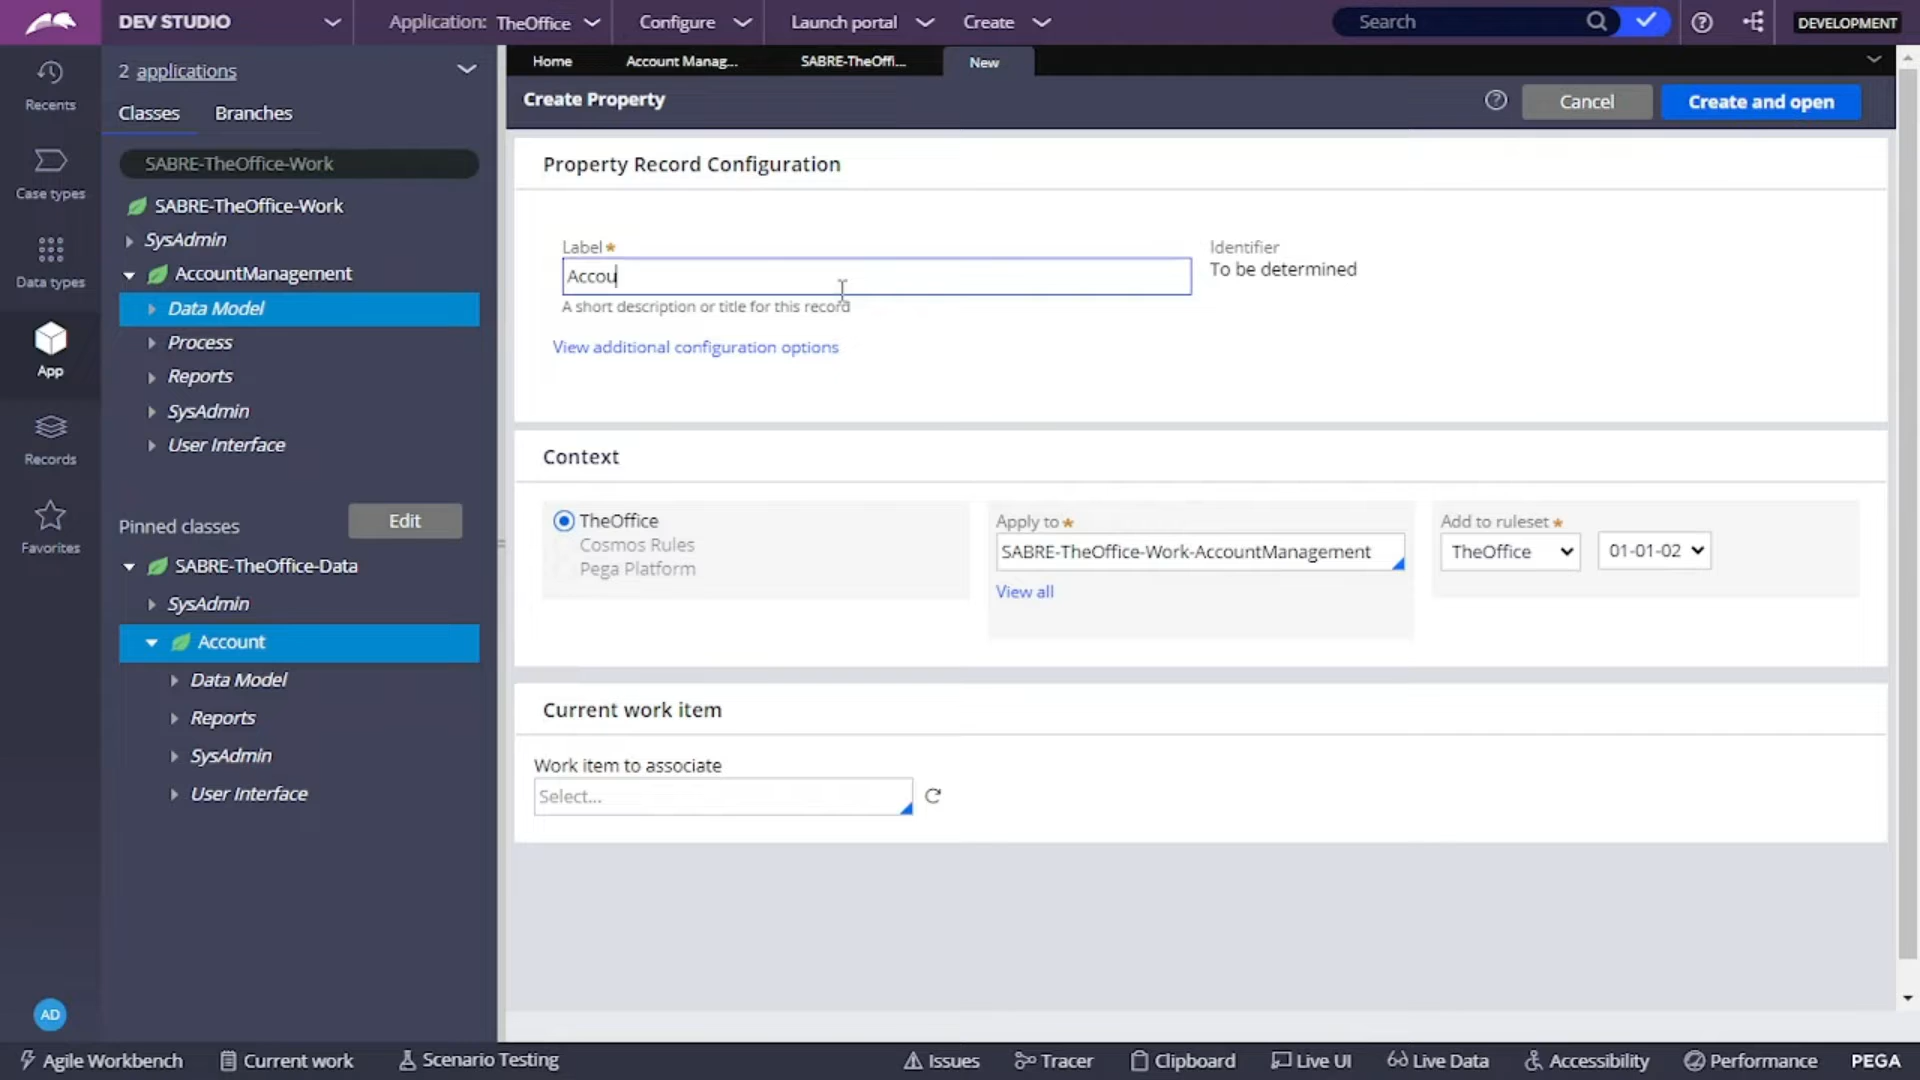 DEV STUDIO
Application: TheOffice
Configure
Launch portal
Create
Search
DEVELOPMENT
Recents
Case types
Data types
App
Records
Favorites
AD
2 applications
Classes
Branches
SABRE-TheOffice-Work
SABRE-TheOffice-Work
SysAdmin
AccountManagement
Data Model
Process
Reports
SysAdmin
User Interface
Pinned classes
Edit
SABRE-TheOffice-Data
SysAdmin
Account
Data Model
Reports
SysAdmin
User Interface
Home
Account Manag...
SABRE-TheOffi...
New
Create Property
Cancel
Create and open
Property Record Configuration
Label★
Accou
A short description or title for this record
Identifier
To be determined
View additional configuration options
Context
TheOffice
Cosmos Rules
Pega Platform
Apply to★
SABRE-TheOffice-Work-AccountManagement
View all
Add to ruleset★
TheOffice
01-01-02
Current work item
Work item to associate
Select...
Agile Workbench
Current work
Scenario Testing
Issues
Tracer
Clipboard
Live UI
Live Data
Accessibility
Performance
PEGA